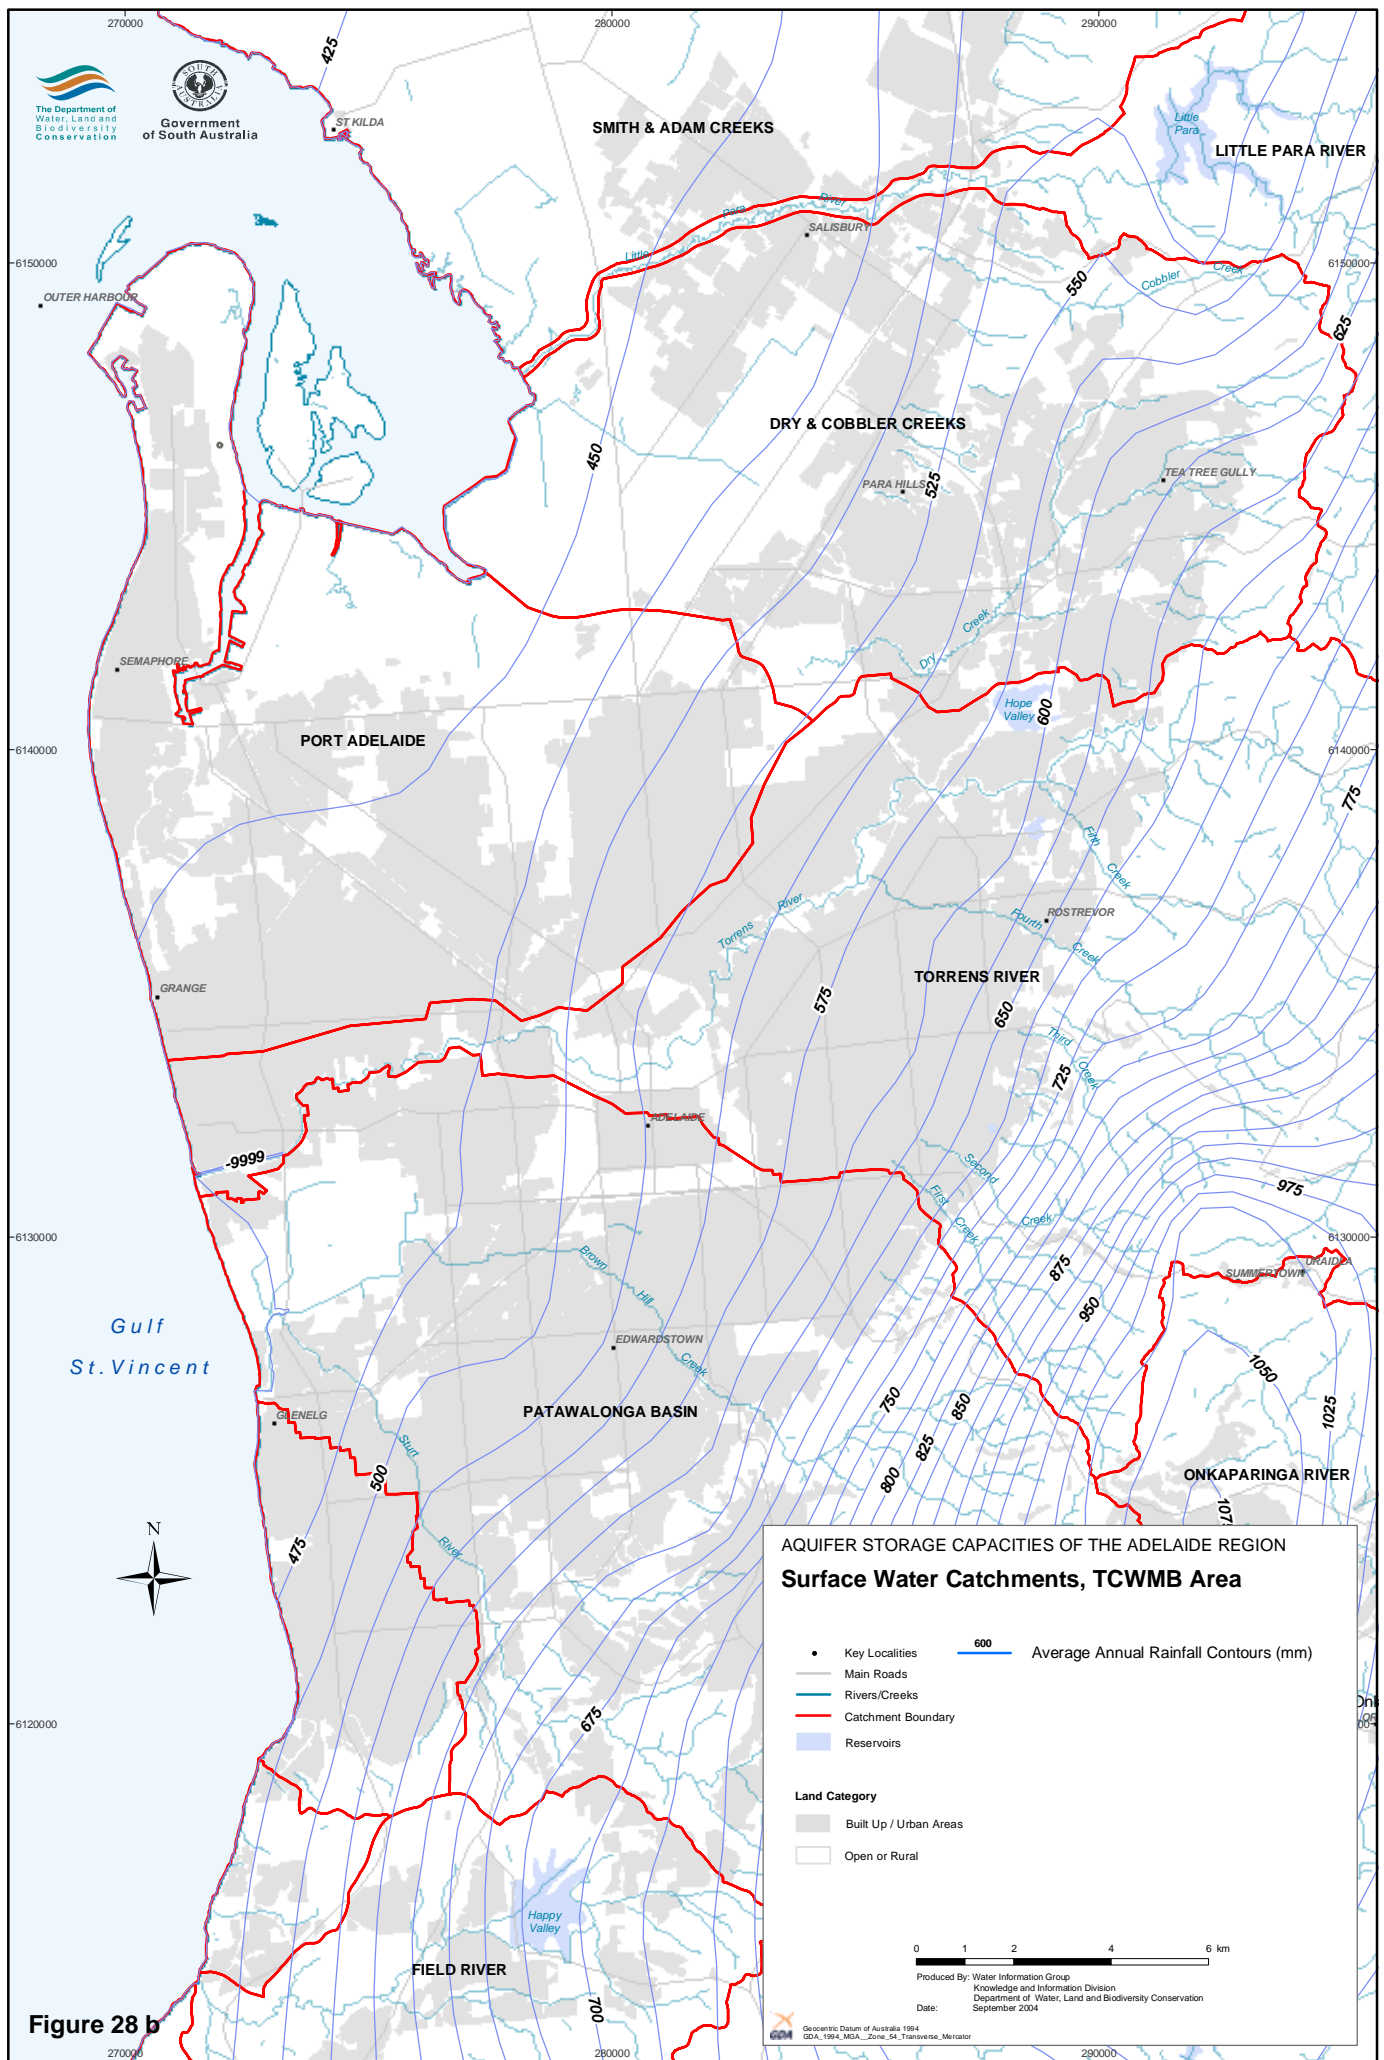 270000
280000
290000
425
The Department of
Water, Land and
Biodiversity
Conservation
SOUTH
AUSTRALIA
Government
of South Australia
ST KILDA
SMITH & ADAM CREEKS
Little
Para
LITTLE PARA RIVER
Little
Para
River
SALISBURY
6150000
6150000
OUTER HARBOUR
550
Cobbler
Creek
625
DRY & COBBLER CREEKS
450
PARA HILLS
525
TEA TREE GULLY
Dry
Creek
SEMAPHORE
Hope
Valley
600
PORT ADELAIDE
6140000
6140000
775
Fifth
Creek
Torrens
River
Fourth
Creek
ROSTREVOR
TORRENS RIVER
GRANGE
575
650
Third
Creek
725
ADELAIDE
-9999
Second
Creek
First
Creek
975
6130000
6130000
Brown
Hill
Creek
875
SUMMERTOWN
URAIDLA
950
Gulf
St. Vincent
EDWARDSTOWN
1050
1025
750
850
825
800
GLENELG
PATAWALONGA BASIN
Sturt
River
500
475
ONKAPARINGA RIVER
1075
N
AQUIFER STORAGE CAPACITIES OF THE ADELAIDE REGION
Surface Water Catchments, TCWMB Area
Key Localities
600
Average Annual Rainfall Contours (mm)
Main Roads
Rivers/Creeks
Catchment Boundary
Reservoirs
Land Category
Built Up / Urban Areas
Open or Rural
6120000
675
Happy
Valley
FIELD RIVER
700
0 1 2 4 6 km
Produced By: Water Information Group
Knowledge and Information Division
Department of Water, Land and Biodiversity Conservation
Date: September 2004
GDA
Geocentric Datum of Australia 1994
GDA_1994_MGA_Zone_54_Transverse_Mercator
Figure 28 b
270000
280000
290000